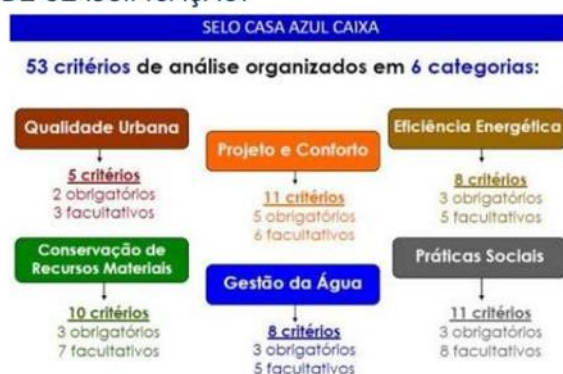 SELO CASA AZUL CAIXA
53 critérios de análise organizados em 6 categorias:
Qualidade Urbana
5 critérios
2 obrigatórios
3 facultativos
Projeto e Conforto
11 critérios
5 obrigatórios
6 facultativos
Eficiência Energética
8 critérios
3 obrigatórios
5 facultativos
Conservação de
Recursos Materiais
10 critérios
3 obrigatórios
7 facultativos
Gestão da Água
8 critérios
3 obrigatórios
5 facultativos
Práticas Sociais
11 critérios
3 obrigatórios
8 facultativos